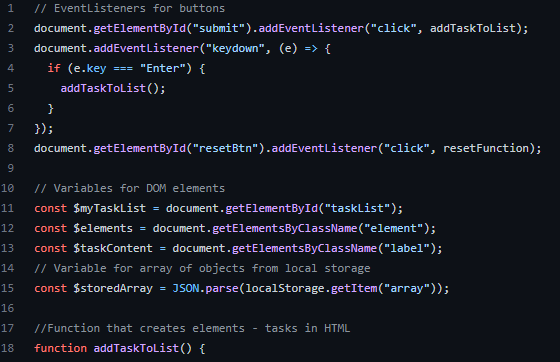 1 // EventListeners for buttons
2 document.getElementById("submit").addEventListener("click", addTaskToList);
3 document.addEventListener("keydown", (e) => {
4   if (e.key === "Enter") {
5     addTaskToList();
6   }
7 });
8 document.getElementById("resetBtn").addEventListener("click", resetFunction);
9
10 // Variables for DOM elements
11 const $myTaskList = document.getElementById("taskList");
12 const $elements = document.getElementsByClassName("element");
13 const $taskContent = document.getElementsByClassName("label");
14 // Variable for array of objects from local storage
15 const $storedArray = JSON.parse(localStorage.getItem("array"));
16
17 //Function that creates elements - tasks in HTML
18 function addTaskToList() {